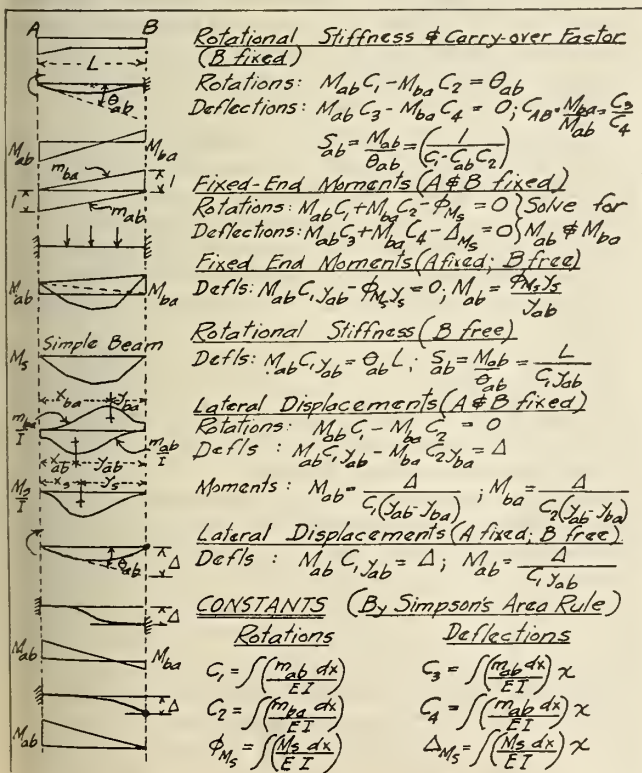 A B
Rotational Stiffness & Carry-over Factor
(B fixed)
L
θab
Rotations: MabC1 - MbaC2 = θab
Deflections: MabC3 - MbaC4 = 0; CAB = Mba/Mab = C3/C4
Sab = Mab/θab = (1/(C1 - CabC2))
Mab Mba
mba
1
Fixed-End Moments (A & B fixed)
1 mab
Rotations: MabC1 + MbaC2 - ϕMs = 0 } Solve for
Deflections: MabC3 + MbaC4 - ΔMs = 0 } Mab & Mba
Fixed End Moments (A fixed; B free)
Mab Mba
Defls: MabC1yab - ϕMsys = 0; Mab = ϕMsys/yab
Rotational Stiffness (B free)
Simple Beam
Ms
Defls: MabC1yab = θabL; Sab = Mab/θab = L/(C1yab)
xba yba
Lateral Displacements (A & B fixed)
mba/I
Rotations: MabC1 - MbaC2 = 0
mab/I
Defls : MabC1yab - MbaC2yba = Δ
xab yab
xs ys
Ms/I
Moments : Mab = Δ/(C1(yab-yba)) ; Mba = Δ/(C2(yab-yba))
Lateral Displacements (A fixed; B free)
θab Δ
Defls : MabC1yab = Δ; Mab = Δ/(C1yab)
Δ
CONSTANTS (By Simpson's Area Rule)
Rotations Deflections
Mab Mba
C1 = ∫(mab dx/EI) C3 = ∫(mab dx/EI) x
Δ
C2 = ∫(mba dx/EI) C4 = ∫(mab dx/EI) x
Mab
ϕMs = ∫(Ms dx/EI) ΔMs = ∫(Ms dx/EI) x